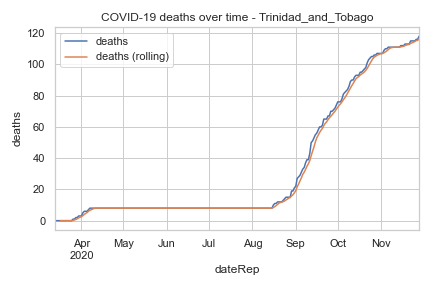 COVID-19 deaths over time - Trinidad_and_Tobago
deaths
deaths (rolling)
120
100
80
60
40
20
0
deaths
Apr May Jun Jul Aug Sep Oct Nov
2020
dateRep